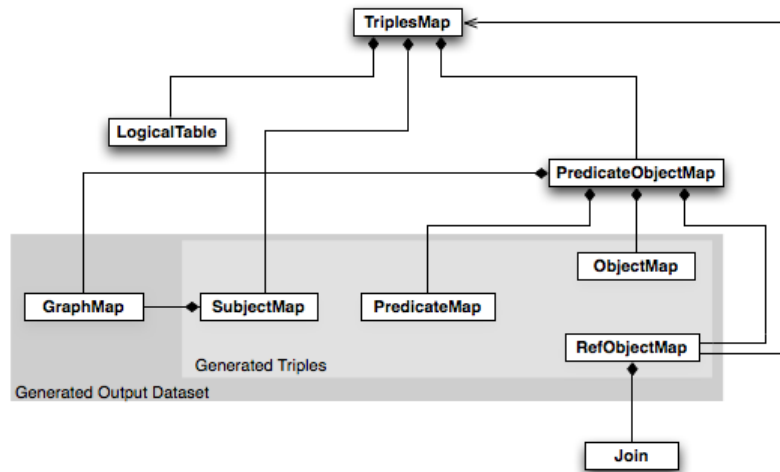 TriplesMap
LogicalTable
PredicateObjectMap
ObjectMap
GraphMap
SubjectMap
PredicateMap
RefObjectMap
Generated Triples
Generated Output Dataset
Join